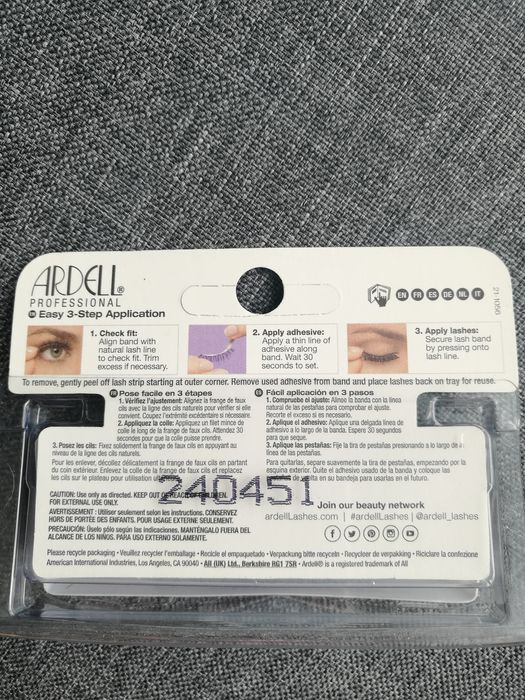 ARDELL®
PROFESSIONAL
EN FR ES DE NL IT
21-1056
Easy 3-Step Application
1. Check fit:
Align band with
natural lash line
to check fit. Trim
excess if necessary.
2. Apply adhesive:
Apply a thin line of
adhesive along
band. Wait 30
seconds to set.
3. Apply lashes:
Secure lash band
by pressing onto
lash line.
To remove, gently peel off lash strip starting at outer corner. Remove used adhesive from band and place lashes back on tray for reuse.
Pose facile en 3 étapes
1. Vérifiez l'ajustement: Alignez la frange de faux
cils avec la ligne des cils naturels pour vérifier si elle
convient. Coupez l'extrémité excédentaire si nécessaire.
2. Appliquez la colle: Appliquez un filet mince de
colle le long de la frange de faux cils. Attendez 30
secondes pour que la colle puisse prendre.
3. Posez les cils: Fixez solidement la frange de faux cils en appuyant au
niveau de la ligne des cils naturels.
Pour les enlever, décollez délicatement la frange de faux cils en partant
du coin extérieur. Enlevez la colle de la frange de faux cils et replacez
les cils sur le plateau pour
Fácil aplicación en 3 pasos
1. Compruebe el ajuste: Alinee la banda con la línea
natural de las pestañas para comprobar el ajuste.
Recorte el exceso si es necesario.
2. Aplique el adhesivo: Aplique una delgada línea de
adhesivo a lo largo de la banda. Espere 30 segundos
para que seque.
3. Aplique las pestañas: Fije la tira de pestañas presionando a lo largo de la
línea de las pestañas.
Para quitarlas, separe suavemente la tira de pestañas, empezando por la
esquina exterior. Quite el adhesivo usado de la banda y coloque las
en su bandeja para usarlas en el futuro.
240451
CAUTION: Use only as directed. KEEP OUT OF REACH OF CHILDREN.
FOR EXTERNAL USE ONLY.
AVERTISSEMENT : Utiliser seulement selon les instructions. CONSERVEZ
HORS DE PORTÉE DES ENFANTS. POUR USAGE EXTERNE SEULEMENT.
PRECAUCIÓN: Úselo sólo según las indicaciones. MANTÉNGALO FUERA DEL
ALCANCE DE LOS NIÑOS. PARA USO EXTERNO SOLAMENTE.
Join our beauty network
ardellLashes.com | #ardellLashes | @ardell_lashes
Please recycle packaging • Veuillez recycler l'emballage • Recicle el empaquetado • Verpackung bitte recyceln • Recycleer de verpakking • Riciclare la confezione
American International Industries, Los Angeles, CA 90040 • AII (UK) Ltd., Berkshire RG1 7SR • Ardell® is a registered trademark of AII